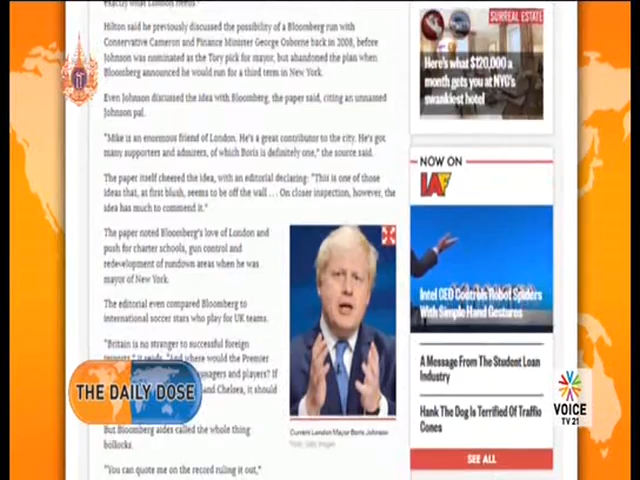 exactly what London needs."
Hilton said he previously discussed the possibility of a Bloomberg run with
Conservative Cameron and Finance Minister George Osborne back in 2008, before
Johnson was nominated as the Tory pick for mayor, but abandoned the plan when
Bloomberg announced he would run for a third term in New York.
Even Johnson discussed the idea with Bloomberg, the paper said, citing an unnamed
Johnson pal.
"Mike is an enormous friend of London. He's a great contributor to the city. He's got
many supporters and admirers, of which Boris is definitely one," the source said.
The paper itself cheered the idea, with an editorial declaring: "This is one of those
ideas that, at first blush, seems to be off the wall . . . On closer inspection, however, the
idea has much to commend it."
The paper noted Bloomberg's love of London and
push for charter schools, gun control and
redevelopment of rundown areas when he was
mayor of New York.
The editorial even compared Bloomberg to
international soccer stars who play for UK teams.
"Britain is no stranger to successful foreign
imports," it said. "And where would the Premier
managers and players? If
and Chelsea, it should
But Bloomberg aides called the whole thing
bollocks.
"You can quote me on the record ruling it out,"
Current London Mayor Boris Johnson
Photo: Getty Images
SURREAL ESTATE
Here's what $120,000 a
month gets you at NYC's
swankiest hotel
NOW ON
Intel CEO Controls Robot Spiders
With Simple Hand Gestures
A Message From The Student Loan
Industry
Hank The Dog Is Terrified Of Traffic
Cones
SEE ALL
THE DAILY DOSE
VOICE
TV 21